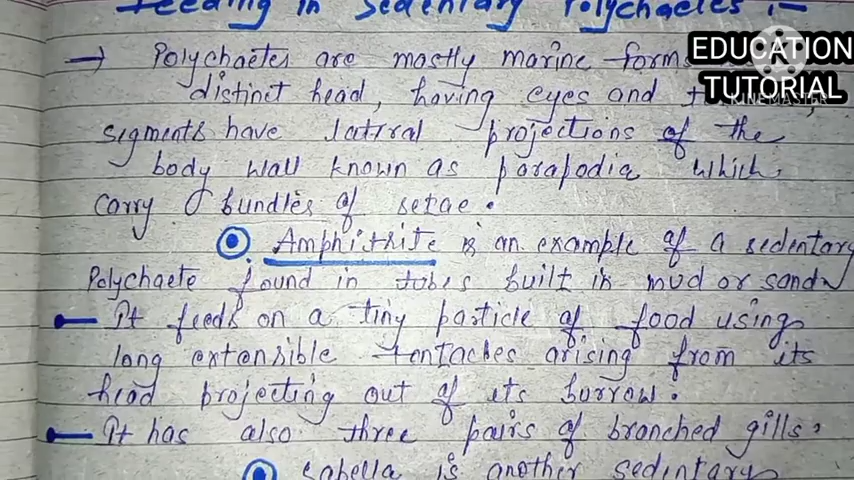 Feeding in Sedentary Polychaetes :-
→ Polychaetes are mostly marine forms
EDUCATION
TUTORIAL
KINEMASTER
distinct head, having eyes and
segments have latral projections of the
body wall known as parapodia which
carry bundles of setae.
Amphitrite is an example of a sedentary
Polychaete found in tubes built in mud or sand
It feeds on a tiny particle of food using
long extensible tentacles arising from its
head projecting out of its burrow.
It has also three pairs of branched gills.
Sabella is another sedentary